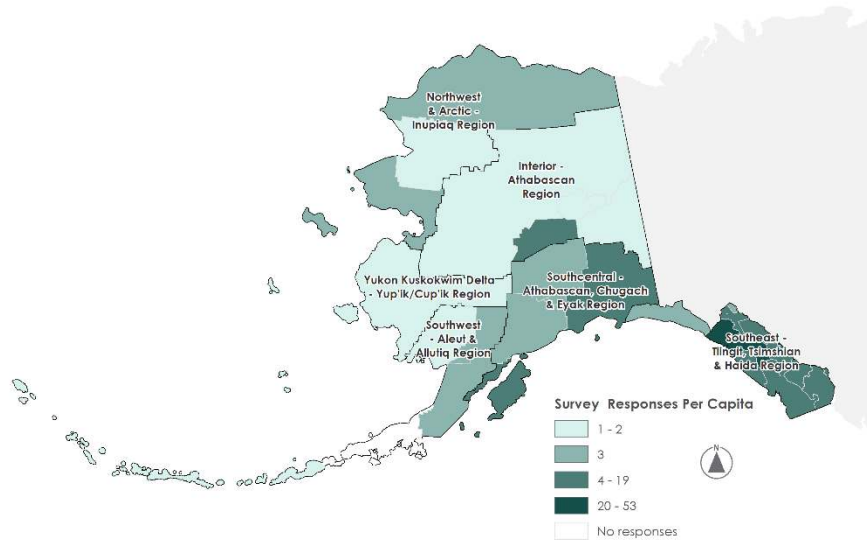 Northwest
& Arctic -
Inupiaq Region
Interior -
Athabascan
Region
Yukon Kuskokwim Delta
- Yup'ik/Cup'ik Region
Southcentral -
Athabascan, Chugach
& Eyak Region
Southwest
- Aleut &
Allutiq Region
Southeast -
Tlingit, Tsimshian
& Haida Region
Survey Responses Per Capita
1 - 2
3
4 - 19
20 - 53
No responses
N